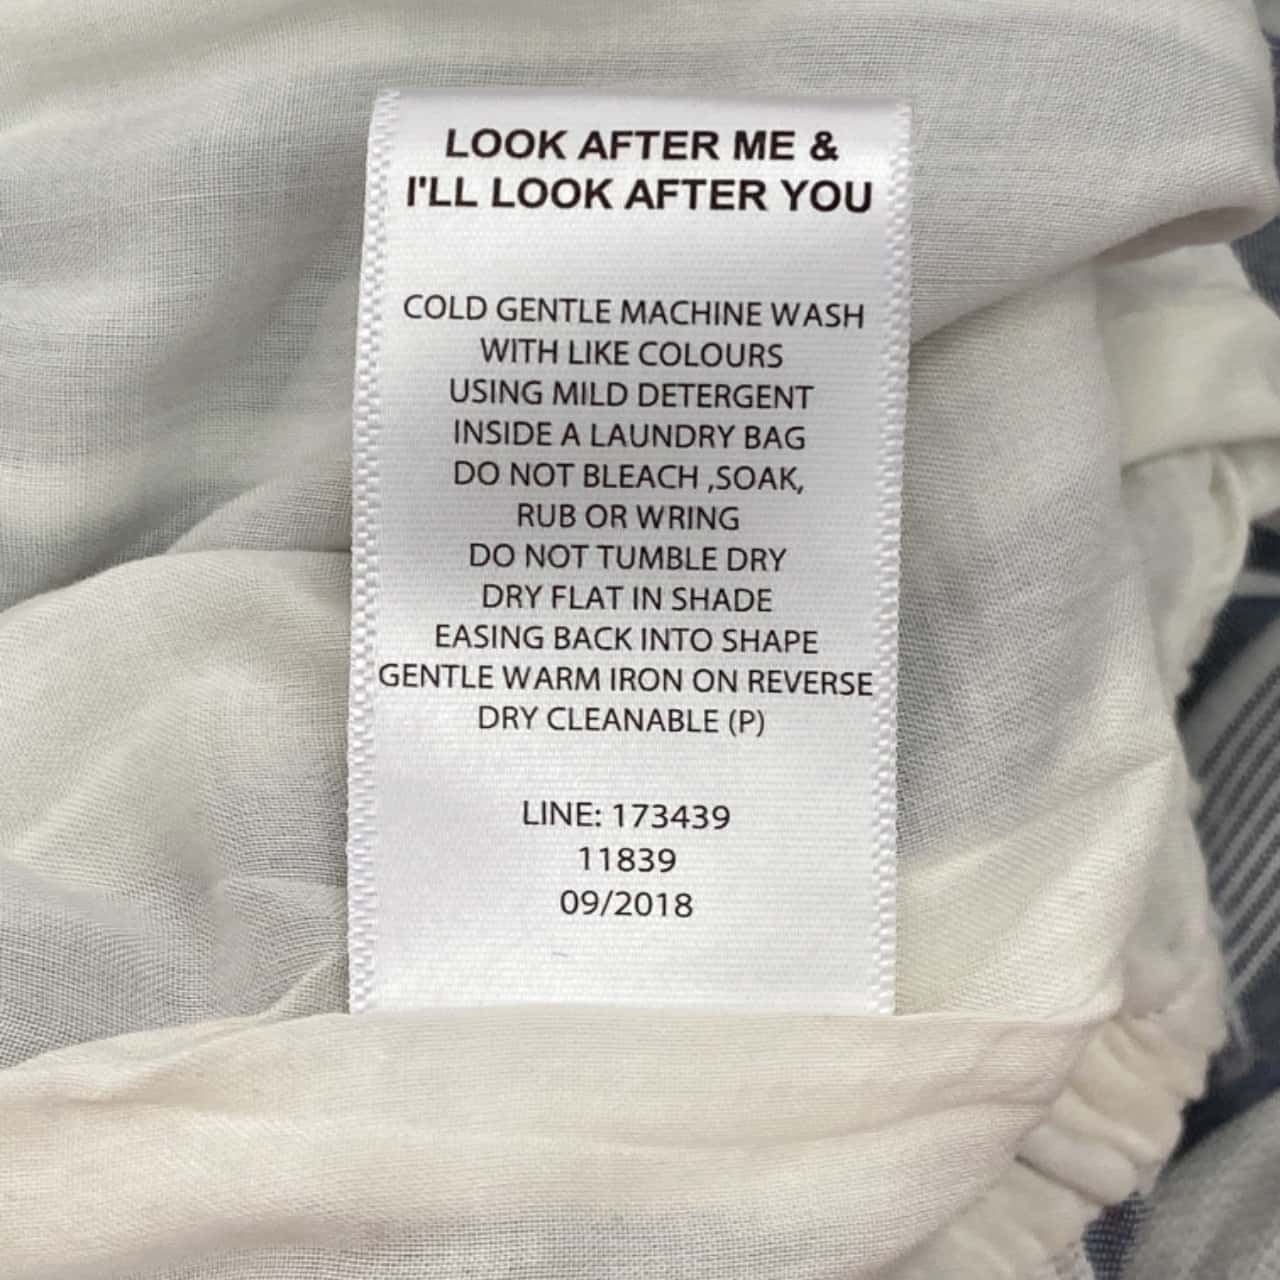 LOOK AFTER ME &
I'LL LOOK AFTER YOU
COLD GENTLE MACHINE WASH
WITH LIKE COLOURS
USING MILD DETERGENT
INSIDE A LAUNDRY BAG
DO NOT BLEACH ,SOAK,
RUB OR WRING
DO NOT TUMBLE DRY
DRY FLAT IN SHADE
EASING BACK INTO SHAPE
GENTLE WARM IRON ON REVERSE
DRY CLEANABLE (P)
LINE: 173439
11839
09/2018